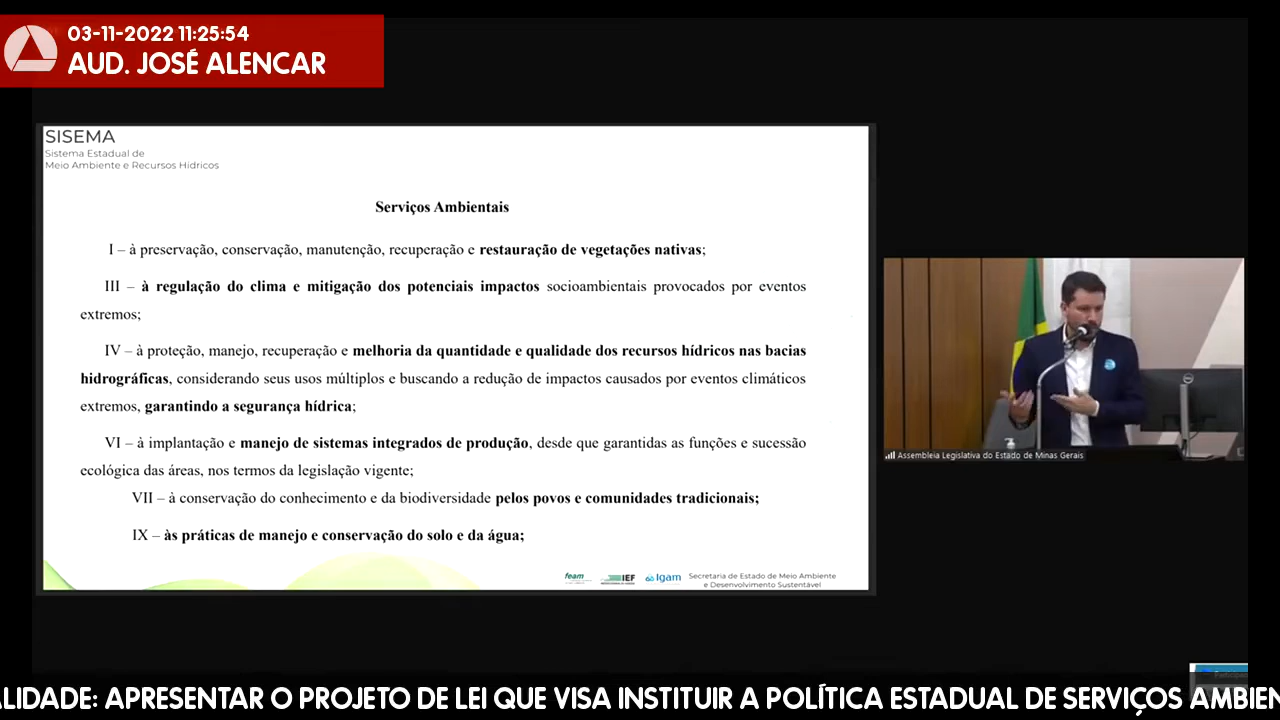 03-11-2022 11:25:54
AUD. JOSÉ ALENCAR
SISEMA
Sistema Estadual de
Meio Ambiente e Recursos Hídricos
Serviços Ambientais
I – à preservação, conservação, manutenção, recuperação e restauração de vegetações nativas;
III – à regulação do clima e mitigação dos potenciais impactos socioambientais provocados por eventos
extremos;
IV – à proteção, manejo, recuperação e melhoria da quantidade e qualidade dos recursos hídricos nas bacias
hidrográficas, considerando seus usos múltiplos e buscando a redução de impactos causados por eventos climáticos
extremos, garantindo a segurança hídrica;
VI – à implantação e manejo de sistemas integrados de produção, desde que garantidas as funções e sucessão
ecológica das áreas, nos termos da legislação vigente;
VII – à conservação do conhecimento e da biodiversidade pelos povos e comunidades tradicionais;
IX – às práticas de manejo e conservação do solo e da água;
feam IEF Igam
Secretaria de Estado de Meio Ambiente
e Desenvolvimento Sustentável
Assembleia Legislativa do Estado de Minas Gerais
ALIDADE: APRESENTAR O PROJETO DE LEI QUE VISA INSTITUIR A POLÍTICA ESTADUAL DE SERVIÇOS AMBIEN